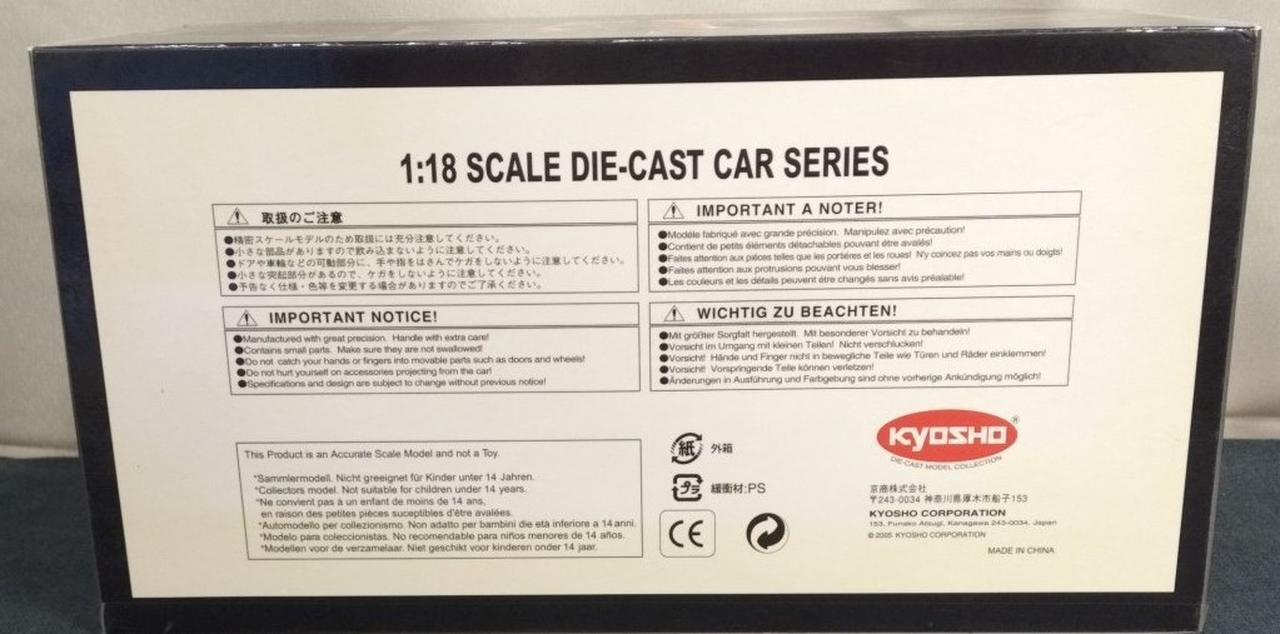 1:18 SCALE DIE-CAST CAR SERIES
取扱のご注意
●精密スケールモデルのため取扱には充分注意してください。
●小さな部品がありますので飲み込まないように注意してください。
●ドアや車輪などの可動部分に、手や指をはさんでケガをしないように注意してください。
●小さな突起部分があるので、ケガをしないように注意してください。
●予告なく仕様・色等を変更する場合がありますのでご了承ください。
IMPORTANT A NOTER!
●Modéle fabriqué avec grande précision. Manipulez avec précaution!
●Contient de petits éléments détachables pouvant étre avalés!
●Faites attention aux pièces telles que les portières et les roues! N'y coincez pas vos mains ou doigts!
●Faites attention aux protrusions pouvant vous blesser!
●Les couleurs et les détails peuvent étre changés sans avis préalable!
IMPORTANT NOTICE!
●Manufactured with great precision. Handle with extra care!
●Contains small parts. Make sure they are not swallowed!
●Do not catch your hands or fingers into movable parts such as doors and wheels!
●Do not hurt yourself on accessories projecting from the car!
●Specifications and design are subject to change without previous notice!
WICHTIG ZU BEACHTEN!
●Mit größter Sorgfalt hergestellt. Mit besonderer Vorsicht zu behandeln!
●Vorsicht im Umgang mit kleinen Teilen! Nicht verschlucken!
●Vorsicht! Hände und Finger nicht in bewegliche Teile wie Türen und Räder einklemmen!
●Vorsicht! Vorspringende Teile können verletzen!
●Änderungen in Ausführung und Farbgebung sind ohne vorherige Ankündigung möglich!
This Product is an Accurate Scale Model and not a Toy.
*Sammlermodell. Nicht geeignet für Kinder unter 14 Jahren.
*Collectors model. Not suitable for children under 14 years.
*Ne convient pas à un enfant de moins de 14 ans,
en raison des petites pièces suceptibles d'être avalées.
*Automodello per collezionismo. Non adatto per bambini die età inferiore a 14 anni.
*Modelo para coleccionistas. No recomendable para niños menores de 14 años.
*Modellen voor de verzamelaar. Niet geschikt voor kinderen onder 14 jaar.
紙 外箱
プラ 緩衝材:PS
CE
KYOSHO®
DIE-CAST MODEL COLLECTION
京商株式会社
〒243-0034 神奈川県厚木市船子153
KYOSHO CORPORATION
153, Funako Atsugi, Kanagawa 243-0034, Japan
© 2005 KYOSHO CORPORATION
MADE IN CHINA